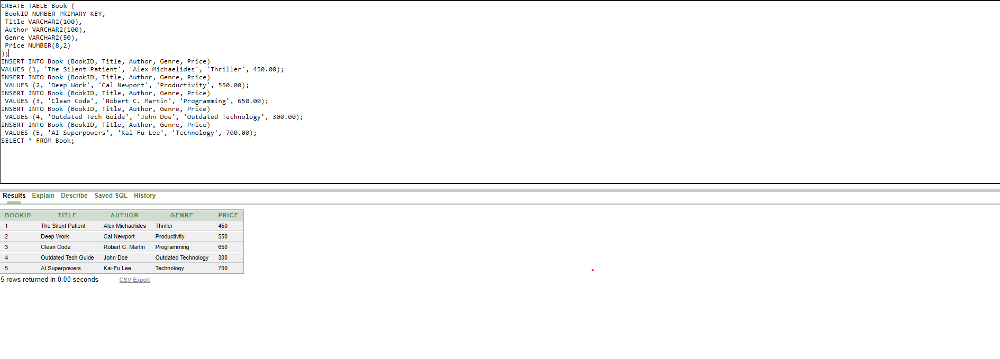 CREATE TABLE Book (
BookID NUMBER PRIMARY KEY,
Title VARCHAR2(100),
Author VARCHAR2(100),
Genre VARCHAR2(50),
Price NUMBER(8,2)
);
INSERT INTO Book (BookID, Title, Author, Genre, Price)
VALUES (1, 'The Silent Patient', 'Alex Michaelides', 'Thriller', 450.00);
INSERT INTO Book (BookID, Title, Author, Genre, Price)
VALUES (2, 'Deep Work', 'Cal Newport', 'Productivity', 550.00);
INSERT INTO Book (BookID, Title, Author, Genre, Price)
VALUES (3, 'Clean Code', 'Robert C. Martin', 'Programming', 650.00);
INSERT INTO Book (BookID, Title, Author, Genre, Price)
VALUES (4, 'Outdated Tech Guide', 'John Doe', 'Outdated Technology', 300.00);
INSERT INTO Book (BookID, Title, Author, Genre, Price)
VALUES (5, 'AI Superpowers', 'Kai-Fu Lee', 'Technology', 700.00);
SELECT * FROM Book;
Results Explain Describe Saved SQL History
BOOKID TITLE AUTHOR GENRE PRICE
1 The Silent Patient Alex Michaelides Thriller 450
2 Deep Work Cal Newport Productivity 550
3 Clean Code Robert C. Martin Programming 650
4 Outdated Tech Guide John Doe Outdated Technology 300
5 AI Superpowers Kai-Fu Lee Technology 700
5 rows returned in 0.00 seconds CSV Export